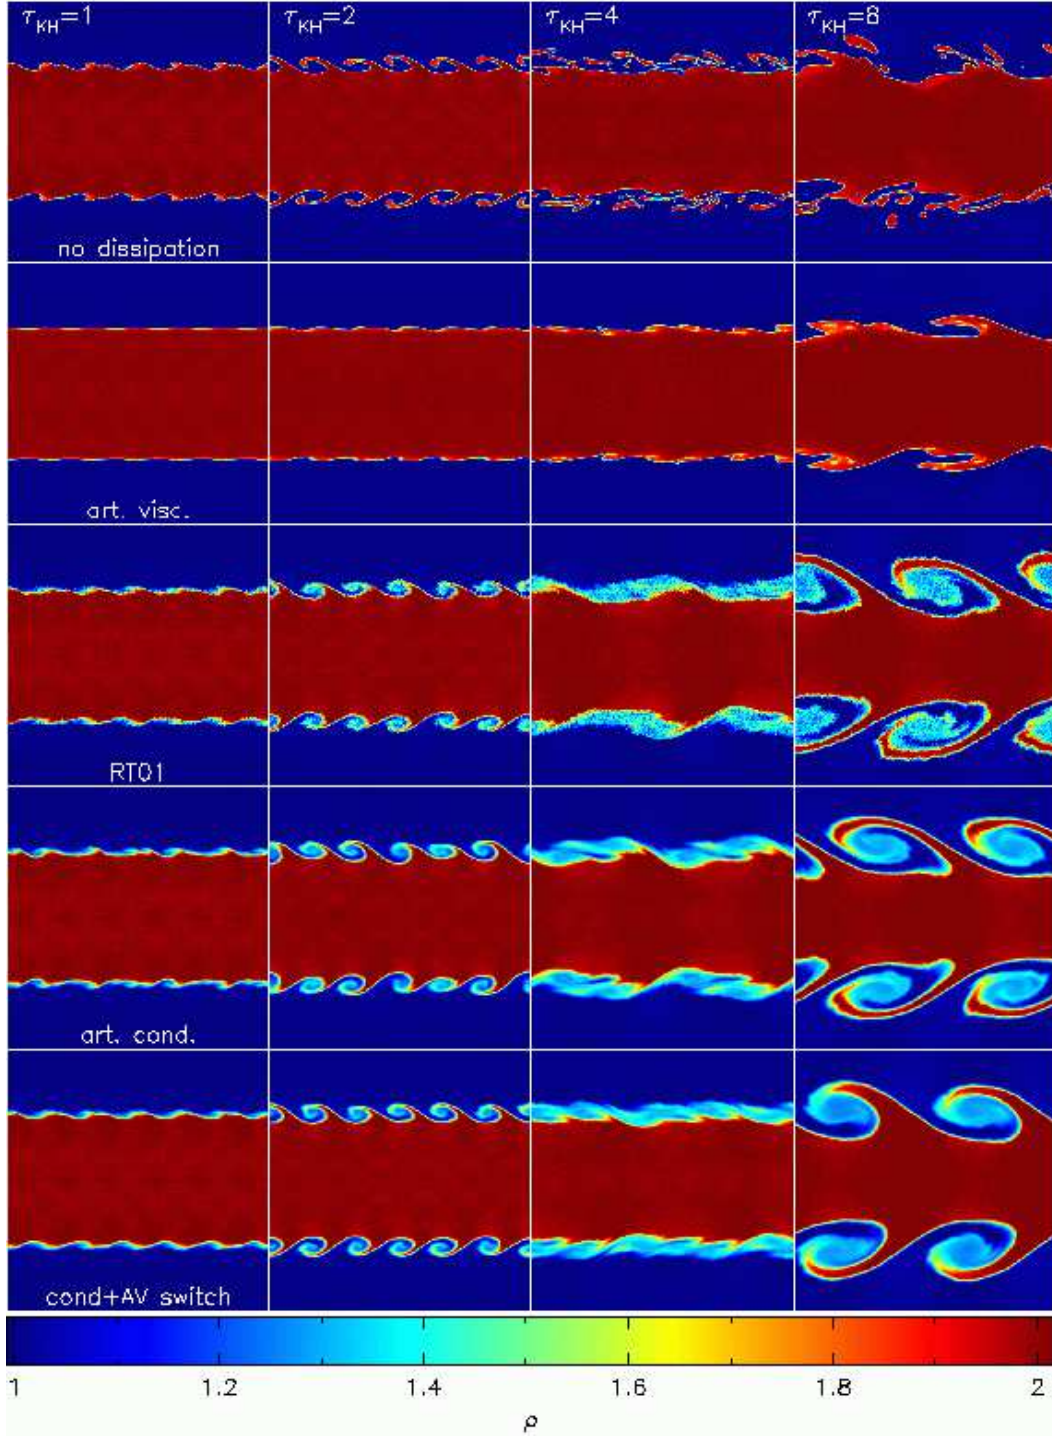 τKH=1 τKH=2 τKH=4 τKH=8
no dissipation
art. visc.
RT01
art. cond.
cond+AV switch
1 1.2 1.4 1.6 1.8 2
ρ